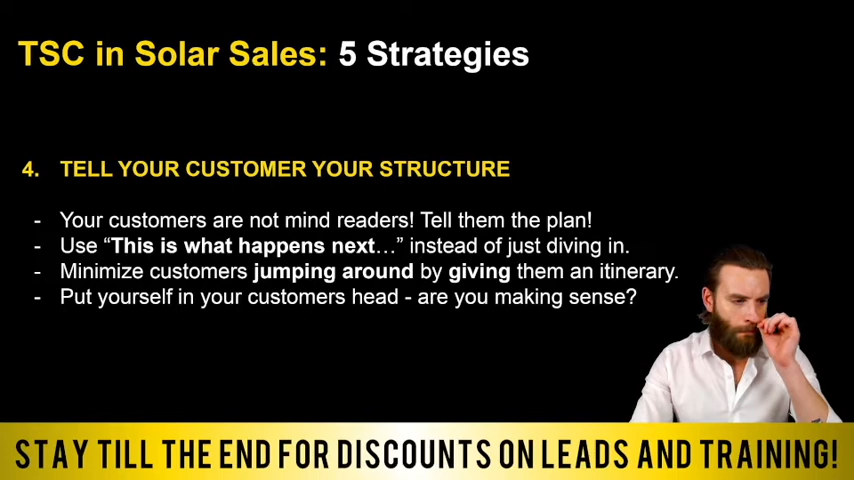 TSC in Solar Sales: 5 Strategies
4. TELL YOUR CUSTOMER YOUR STRUCTURE
- Your customers are not mind readers! Tell them the plan!
- Use “This is what happens next…” instead of just diving in.
- Minimize customers jumping around by giving them an itinerary.
- Put yourself in your customers head - are you making sense?
STAY TILL THE END FOR DISCOUNTS ON LEADS AND TRAINING!